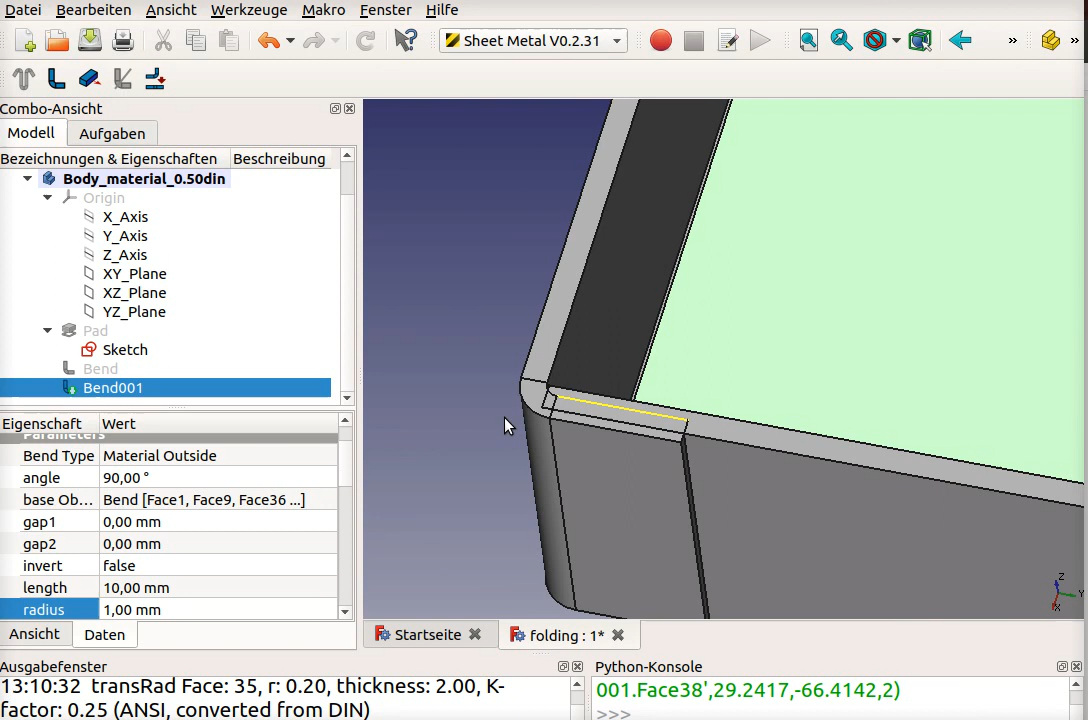 Datei Bearbeiten Ansicht Werkzeuge Makro Fenster Hilfe
Sheet Metal V0.2.31
»
»
Combo-Ansicht
Modell Aufgaben
Bezeichnungen & Eigenschaften Beschreibung
Body_material_0.50din
Origin
X_Axis
Y_Axis
Z_Axis
XY_Plane
XZ_Plane
YZ_Plane
Pad
Sketch
Bend
Bend001
Eigenschaft Wert
Parameters
Bend Type Material Outside
angle 90,00 °
base Ob... Bend [Face1, Face9, Face36 ...]
gap1 0,00 mm
gap2 0,00 mm
invert false
length 10,00 mm
radius 1,00 mm
Ansicht Daten
Z
Y
X
Startseite folding : 1*
Ausgabefenster
13:10:32 transRad Face: 35, r: 0.20, thickness: 2.00, K-
factor: 0.25 (ANSI, converted from DIN)
Python-Konsole
001.Face38',29.2417,-66.4142,2)
>>>